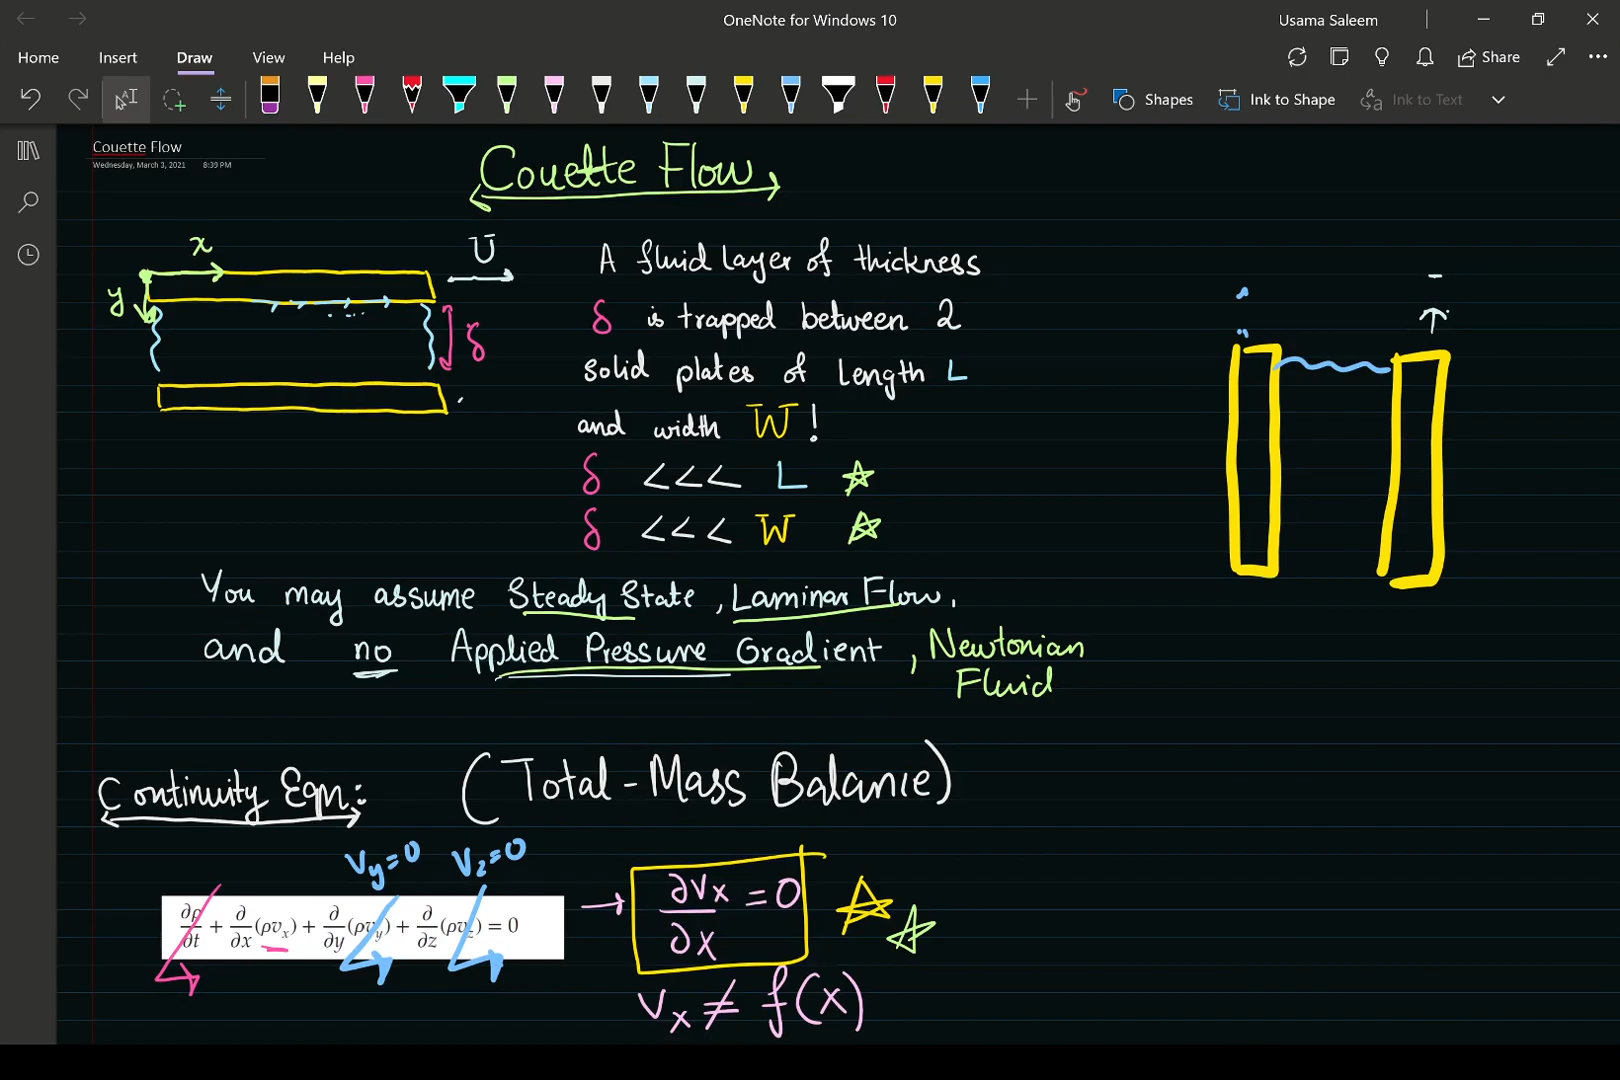 OneNote for Windows 10
Usama Saleem
Home Insert Draw View Help
Share
Shapes
Ink to Shape
Ink to Text
Couette Flow
Wednesday, March 3, 2021 8:39 PM
Couette Flow
x
U
y
δ
A fluid layer of thickness
δ is trapped between 2
solid plates of length L
and width W!
δ <<< L
δ <<< W
You may assume Steady State, Laminar Flow,
and no Applied Pressure Gradient, Newtonian
Fluid
Continuity Eqn.: (Total-Mass Balance)
Vy=0 Vz=0
∂ρ/∂t + ∂/∂x (ρvx) + ∂/∂y (ρvy) + ∂/∂z (ρvz) = 0
→ ∂vx/∂x = 0
vx ≠ f(x)